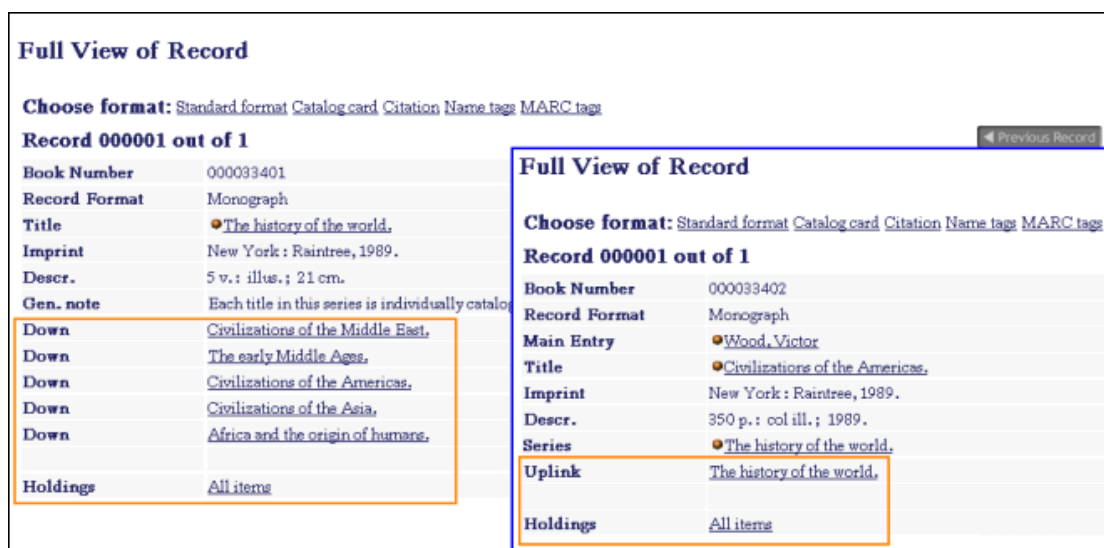 Full View of Record
Choose format: Standard format Catalog card Citation Name tags MARC tags
Record 000001 out of 1
Previous Record
Book Number 000033401
Record Format Monograph
Title The history of the world.
Imprint New York : Raintree, 1989.
Descr. 5 v.: illus.; 21 cm.
Gen. note Each title in this series is individually catalog
Down Civilizations of the Middle East.
Down The early Middle Ages.
Down Civilizations of the Americas.
Down Civilizations of the Asia.
Down Africa and the origin of humans.
Holdings All items
Full View of Record
Choose format: Standard format Catalog card Citation Name tags MARC tags
Record 000001 out of 1
Book Number 000033402
Record Format Monograph
Main Entry Wood, Victor
Title Civilizations of the Americas.
Imprint New York : Raintree, 1989.
Descr. 350 p.: col ill.; 1989.
Series The history of the world.
Uplink The history of the world.
Holdings All items